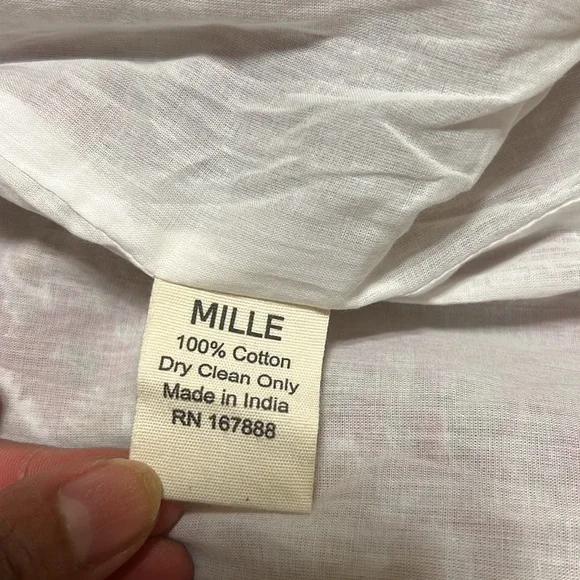 MILLE
100% Cotton
Dry Clean Only
Made in India
RN 167888